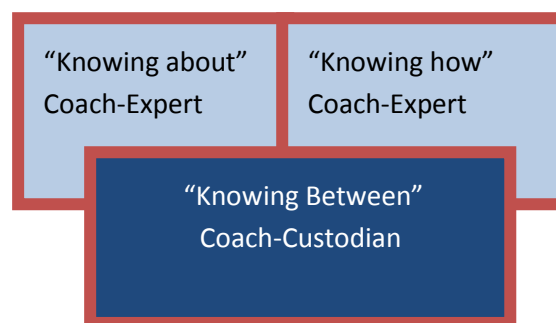 “Knowing about”
Coach-Expert
“Knowing how”
Coach-Expert
“Knowing Between”
Coach-Custodian